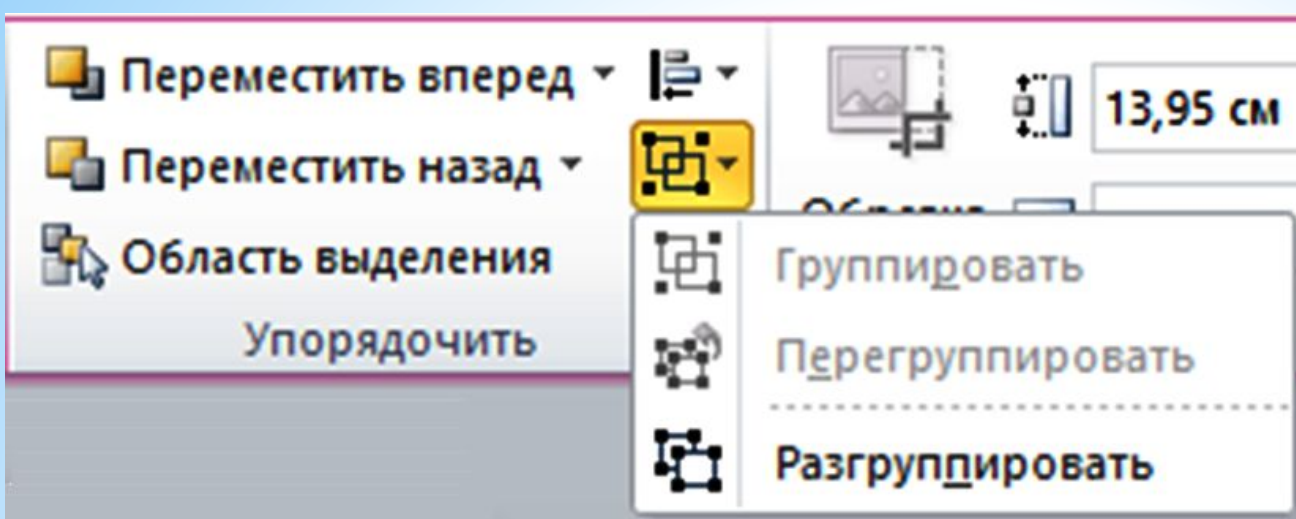 Переместить вперед
13,95 см
Переместить назад
Область выделения
Упорядочить
Группировать
Перегруппировать
Разгруппировать